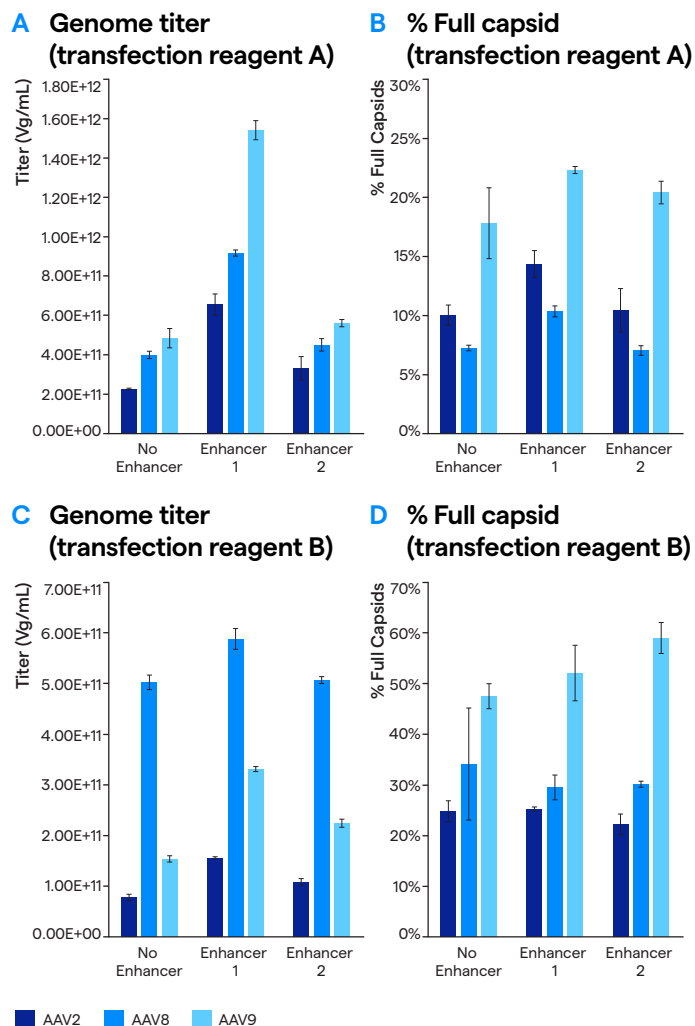 A Genome titer
(transfection reagent A)
Titer (Vg/mL)
1.80E+12
1.60E+12
1.40E+12
1.20E+12
1.00E+12
8.00E+11
6.00E+11
4.00E+11
2.00E+11
0.00E+00
No
Enhancer
Enhancer
1
Enhancer
2
B % Full capsid
(transfection reagent A)
% Full Capsids
30%
25%
20%
15%
10%
5%
0%
No
Enhancer
Enhancer
1
Enhancer
2
C Genome titer
(transfection reagent B)
Titer (Vg/mL)
7.00E+11
6.00E+11
5.00E+11
4.00E+11
3.00E+11
2.00E+11
1.00E+11
0.00E+00
No
Enhancer
Enhancer
1
Enhancer
2
D % Full capsid
(transfection reagent B)
% Full Capsids
70%
60%
50%
40%
30%
20%
10%
0%
No
Enhancer
Enhancer
1
Enhancer
2
AAV2 AAV8 AAV9